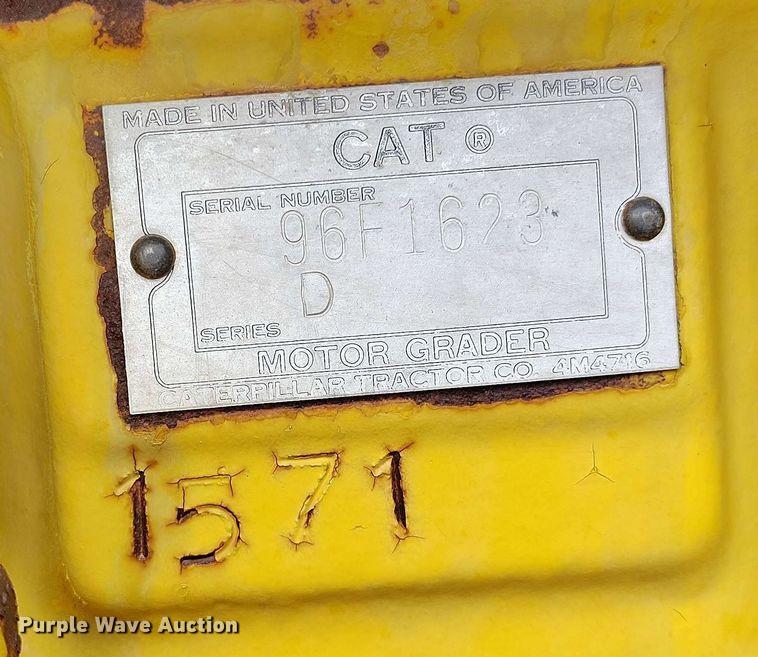 MADE IN UNITED STATES OF AMERICA
CAT ®
SERIAL NUMBER
96F1623
D
SERIES
MOTOR GRADER
CATERPILLAR TRACTOR CO. 4M4716
1571
Purple Wave Auction